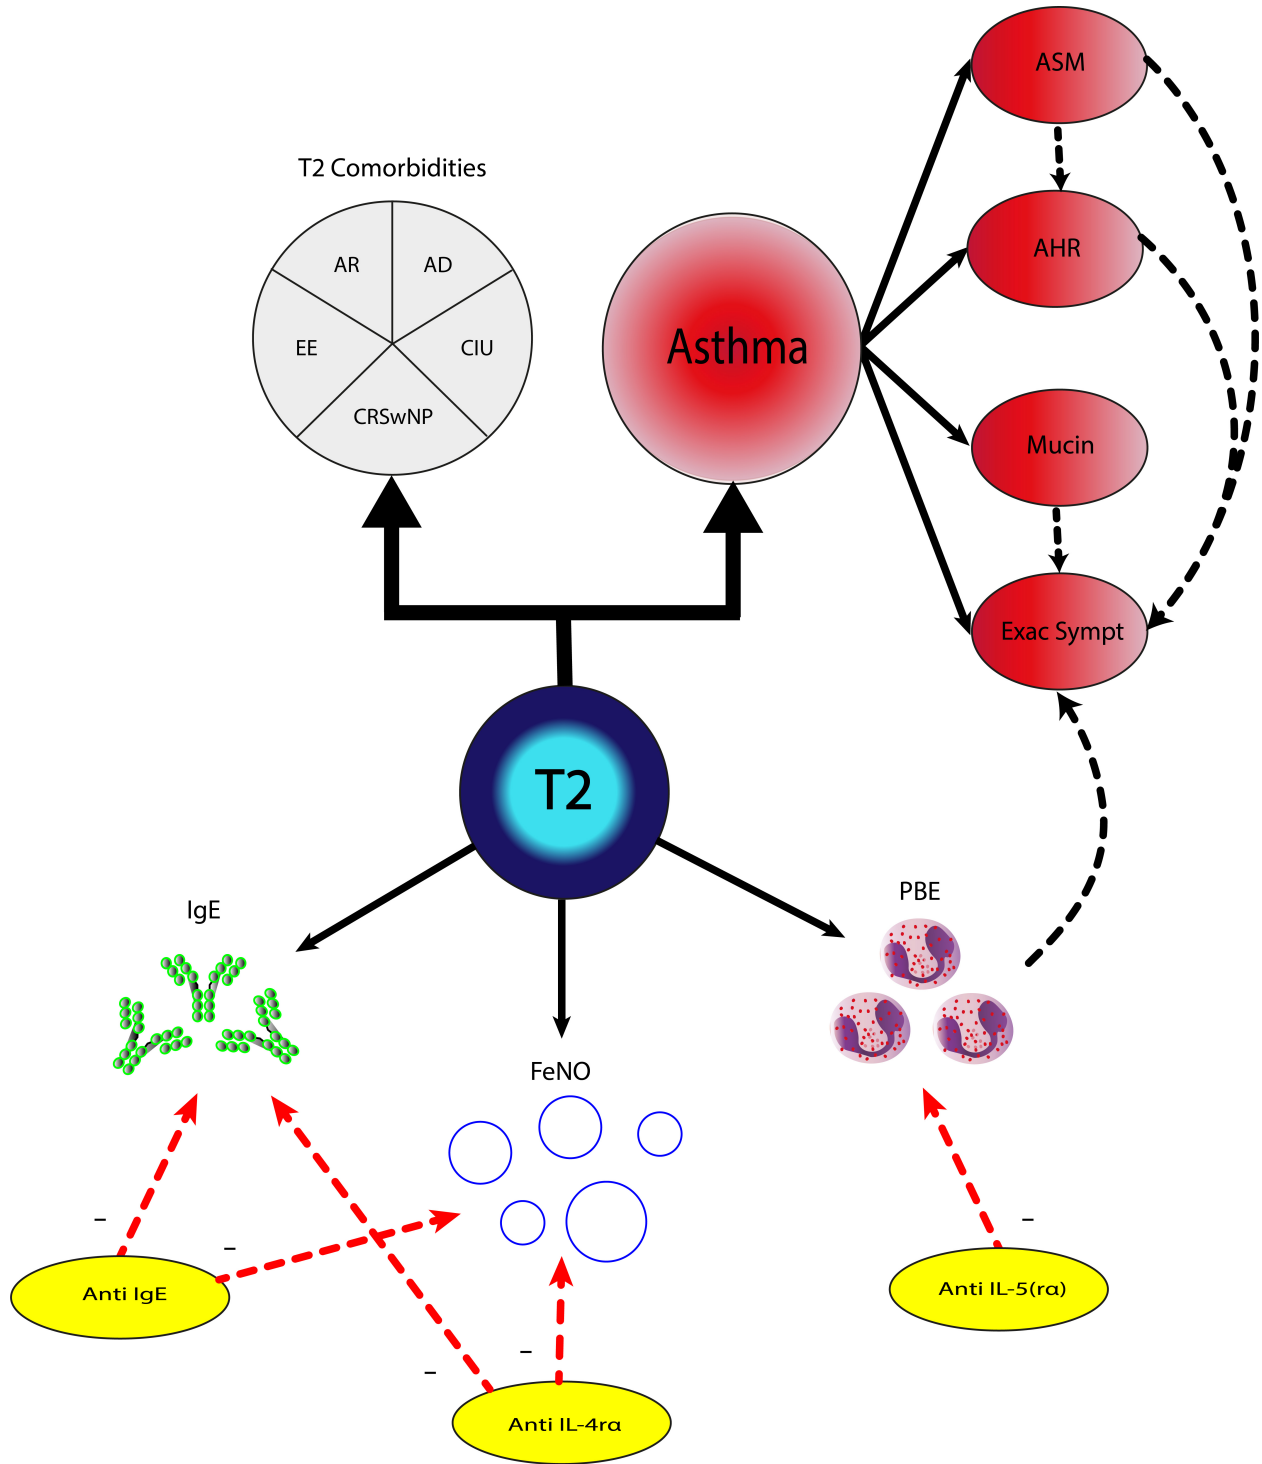 ASM
T2 Comorbidities
AR
AD
AHR
EE
CIU
Asthma
CRSwNP
Mucin
Exac Sympt
T2
PBE
IgE
FeNO
–
–
–
Anti IgE
Anti IL-5(rα)
–
–
Anti IL-4rα